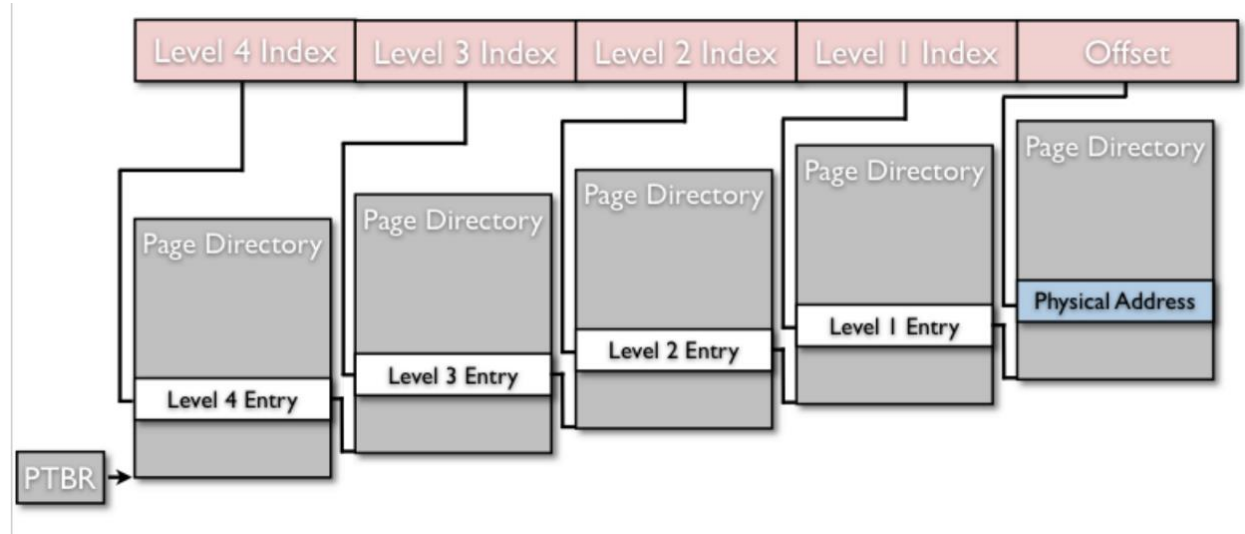 Level 4 Index Level 3 Index Level 2 Index Level 1 Index Offset
Page Directory
Page Directory
Page Directory
Page Directory
Page Directory
Physical Address
Level 1 Entry
Level 2 Entry
Level 3 Entry
Level 4 Entry
PTBR